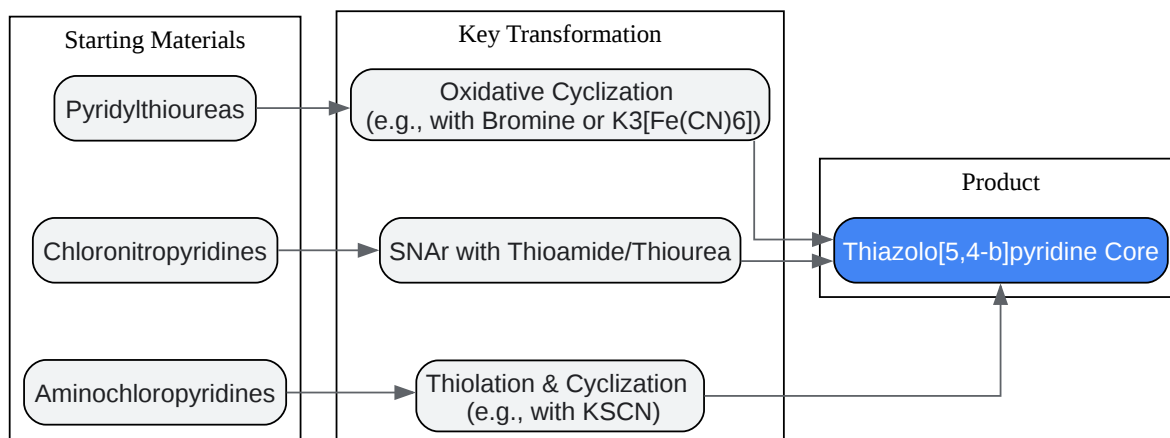 Starting Materials
Pyridylthioureas
Chloronitropyridines
Aminochloropyridines
Key Transformation
Oxidative Cyclization
(e.g., with Bromine or K3[Fe(CN)6])
SNAr with Thioamide/Thiourea
Thiolation & Cyclization
(e.g., with KSCN)
Product
Thiazolo[5,4-b]pyridine Core